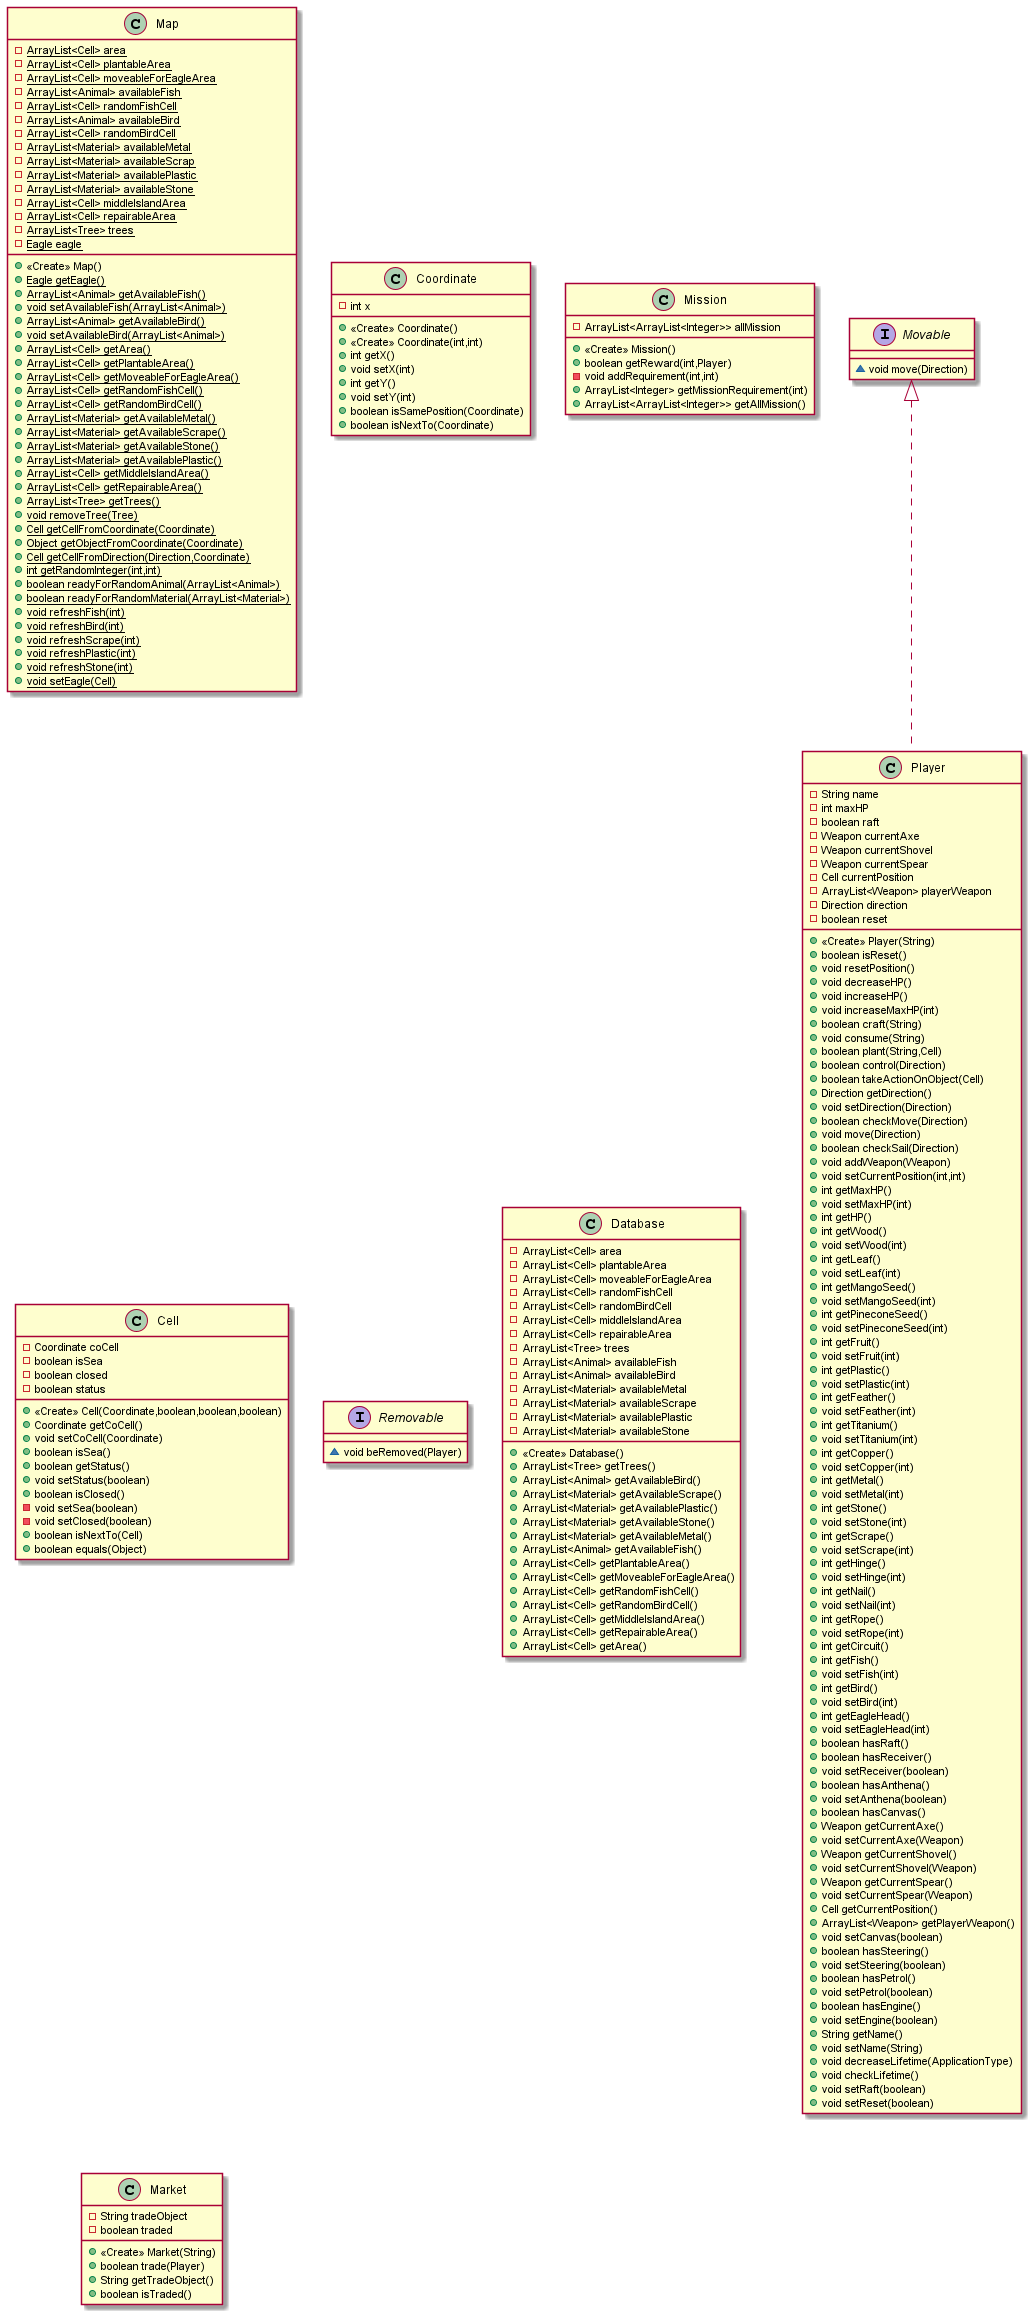 C Map
ArrayList<Cell> area
ArrayList<Cell> plantableArea
ArrayList<Cell> moveableForEagleArea
ArrayList<Animal> availableFish
ArrayList<Cell> randomFishCell
ArrayList<Animal> availableBird
ArrayList<Cell> randomBirdCell
ArrayList<Material> availableMetal
ArrayList<Material> availableScrap
ArrayList<Material> availablePlastic
ArrayList<Material> availableStone
ArrayList<Cell> middleIslandArea
ArrayList<Cell> repairableArea
ArrayList<Tree> trees
Eagle eagle
«Create» Map()
Eagle getEagle()
ArrayList<Animal> getAvailableFish()
void setAvailableFish(ArrayList<Animal>)
ArrayList<Animal> getAvailableBird()
void setAvailableBird(ArrayList<Animal>)
ArrayList<Cell> getArea()
ArrayList<Cell> getPlantableArea()
ArrayList<Cell> getMoveableForEagleArea()
ArrayList<Cell> getRandomFishCell()
ArrayList<Cell> getRandomBirdCell()
ArrayList<Material> getAvailableMetal()
ArrayList<Material> getAvailableScrape()
ArrayList<Material> getAvailableStone()
ArrayList<Material> getAvailablePlastic()
ArrayList<Cell> getMiddleIslandArea()
ArrayList<Cell> getRepairableArea()
ArrayList<Tree> getTrees()
void removeTree(Tree)
Cell getCellFromCoordinate(Coordinate)
Object getObjectFromCoordinate(Coordinate)
Cell getCellFromDirection(Direction,Coordinate)
int getRandomInteger(int,int)
boolean readyForRandomAnimal(ArrayList<Animal>)
boolean readyForRandomMaterial(ArrayList<Material>)
void refreshFish(int)
void refreshBird(int)
void refreshScrape(int)
void refreshPlastic(int)
void refreshStone(int)
void setEagle(Cell)
C Coordinate
int x
«Create» Coordinate()
«Create» Coordinate(int,int)
int getX()
void setX(int)
int getY()
void setY(int)
boolean isSamePosition(Coordinate)
boolean isNextTo(Coordinate)
C Mission
ArrayList<ArrayList<Integer>> allMission
«Create» Mission()
boolean getReward(int,Player)
void addRequirement(int,int)
ArrayList<Integer> getMissionRequirement(int)
ArrayList<ArrayList<Integer>> getAllMission()
I Movable
void move(Direction)
C Player
String name
int maxHP
boolean raft
Weapon currentAxe
Weapon currentShovel
Weapon currentSpear
Cell currentPosition
ArrayList<Weapon> playerWeapon
Direction direction
boolean reset
«Create» Player(String)
boolean isReset()
void resetPosition()
void decreaseHP()
void increaseHP()
void increaseMaxHP(int)
boolean craft(String)
void consume(String)
boolean plant(String,Cell)
boolean control(Direction)
boolean takeActionOnObject(Cell)
Direction getDirection()
void setDirection(Direction)
boolean checkMove(Direction)
void move(Direction)
boolean checkSail(Direction)
void addWeapon(Weapon)
void setCurrentPosition(int,int)
int getMaxHP()
void setMaxHP(int)
int getHP()
int getWood()
void setWood(int)
int getLeaf()
void setLeaf(int)
int getMangoSeed()
void setMangoSeed(int)
int getPineconeSeed()
void setPineconeSeed(int)
int getFruit()
void setFruit(int)
int getPlastic()
void setPlastic(int)
int getFeather()
void setFeather(int)
int getTitanium()
void setTitanium(int)
int getCopper()
void setCopper(int)
int getMetal()
void setMetal(int)
int getStone()
void setStone(int)
int getScrape()
void setScrape(int)
int getHinge()
void setHinge(int)
int getNail()
void setNail(int)
int getRope()
void setRope(int)
int getCircuit()
int getFish()
void setFish(int)
int getBird()
void setBird(int)
int getEagleHead()
void setEagleHead(int)
boolean hasRaft()
boolean hasReceiver()
void setReceiver(boolean)
boolean hasAnthena()
void setAnthena(boolean)
boolean hasCanvas()
Weapon getCurrentAxe()
void setCurrentAxe(Weapon)
Weapon getCurrentShovel()
void setCurrentShovel(Weapon)
Weapon getCurrentSpear()
void setCurrentSpear(Weapon)
Cell getCurrentPosition()
ArrayList<Weapon> getPlayerWeapon()
void setCanvas(boolean)
boolean hasSteering()
void setSteering(boolean)
boolean hasPetrol()
void setPetrol(boolean)
boolean hasEngine()
void setEngine(boolean)
String getName()
void setName(String)
void decreaseLifetime(ApplicationType)
void checkLifetime()
void setRaft(boolean)
void setReset(boolean)
C Cell
Coordinate coCell
boolean isSea
boolean closed
boolean status
«Create» Cell(Coordinate,boolean,boolean,boolean)
Coordinate getCoCell()
void setCoCell(Coordinate)
boolean isSea()
boolean getStatus()
void setStatus(boolean)
boolean isClosed()
void setSea(boolean)
void setClosed(boolean)
boolean isNextTo(Cell)
boolean equals(Object)
I Removable
void beRemoved(Player)
C Database
ArrayList<Cell> area
ArrayList<Cell> plantableArea
ArrayList<Cell> moveableForEagleArea
ArrayList<Cell> randomFishCell
ArrayList<Cell> randomBirdCell
ArrayList<Cell> middleIslandArea
ArrayList<Cell> repairableArea
ArrayList<Tree> trees
ArrayList<Animal> availableFish
ArrayList<Animal> availableBird
ArrayList<Material> availableMetal
ArrayList<Material> availableScrape
ArrayList<Material> availablePlastic
ArrayList<Material> availableStone
«Create» Database()
ArrayList<Tree> getTrees()
ArrayList<Animal> getAvailableBird()
ArrayList<Material> getAvailableScrape()
ArrayList<Material> getAvailablePlastic()
ArrayList<Material> getAvailableStone()
ArrayList<Material> getAvailableMetal()
ArrayList<Animal> getAvailableFish()
ArrayList<Cell> getPlantableArea()
ArrayList<Cell> getMoveableForEagleArea()
ArrayList<Cell> getRandomFishCell()
ArrayList<Cell> getRandomBirdCell()
ArrayList<Cell> getMiddleIslandArea()
ArrayList<Cell> getRepairableArea()
ArrayList<Cell> getArea()
C Market
String tradeObject
boolean traded
«Create» Market(String)
boolean trade(Player)
String getTradeObject()
boolean isTraded()